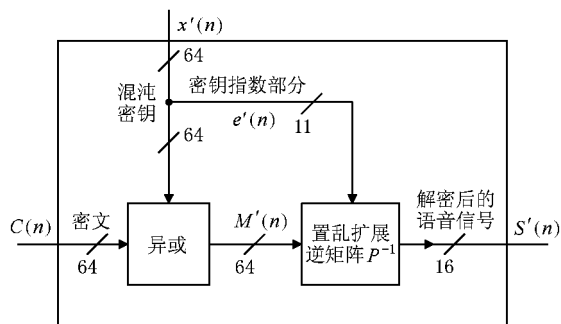 x′(n)
64
混沌
密钥
密钥指数部分
e′(n)
11
64
C(n)
密文
64
异或
M′(n)
64
置乱扩展
逆矩阵 P⁻¹
解密后的
语音信号
16
S′(n)